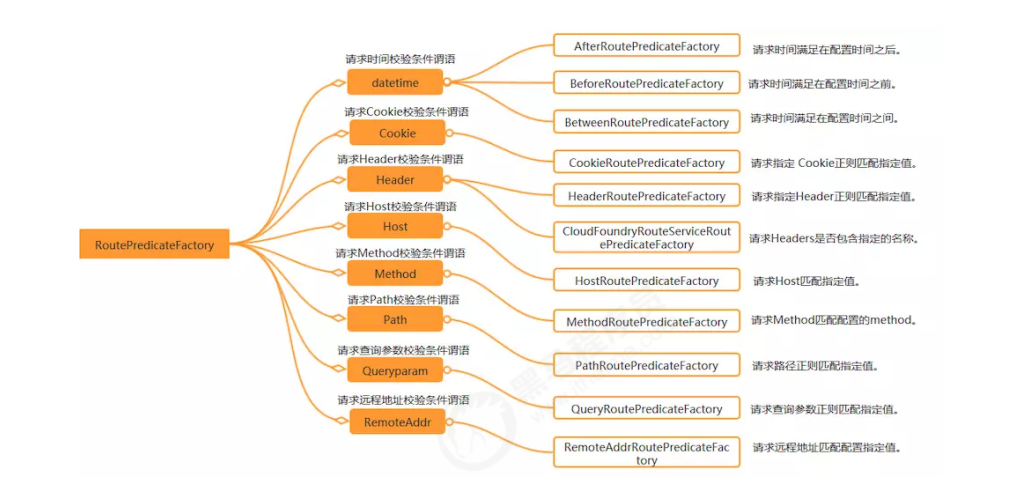 RoutePredicateFactory
请求时间校验条件谓语
datetime
AfterRoutePredicateFactory
请求时间满足在配置时间之后。
BeforeRoutePredicateFactory
请求时间满足在配置时间之前。
BetweenRoutePredicateFactory
请求时间满足在配置时间之间。
请求Cookie校验条件谓语
Cookie
CookieRoutePredicateFactory
请求指定 Cookie正则匹配指定值。
请求Header校验条件谓语
Header
HeaderRoutePredicateFactory
请求指定Header正则匹配指定值。
CloudFoundryRouteServiceRout
ePredicateFactory
请求Headers是否包含指定的名称。
请求Host校验条件谓语
Host
HostRoutePredicateFactory
请求Host匹配指定值。
请求Method校验条件谓语
Method
MethodRoutePredicateFactory
请求Method匹配配置的method。
请求Path校验条件谓语
Path
PathRoutePredicateFactory
请求路径正则匹配指定值。
请求查询参数校验条件谓语
Queryparam
QueryRoutePredicateFactory
请求查询参数正则匹配指定值。
请求远程地址校验条件谓语
RemoteAddr
RemoteAddrRoutePredicateFac
tory
请求远程地址匹配配置指定值。
黑马程序员